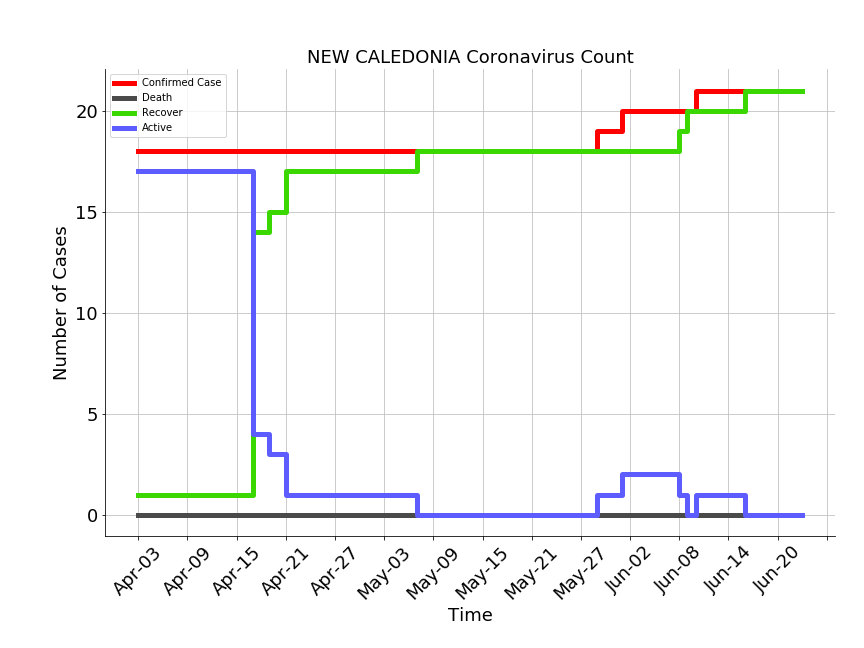 NEW CALEDONIA Coronavirus Count
Confirmed Case
Death
Recover
Active
Number of Cases
20
15
10
5
0
Apr-03
Apr-09
Apr-15
Apr-21
Apr-27
May-03
May-09
May-15
May-21
May-27
Jun-02
Jun-08
Jun-14
Jun-20
Time